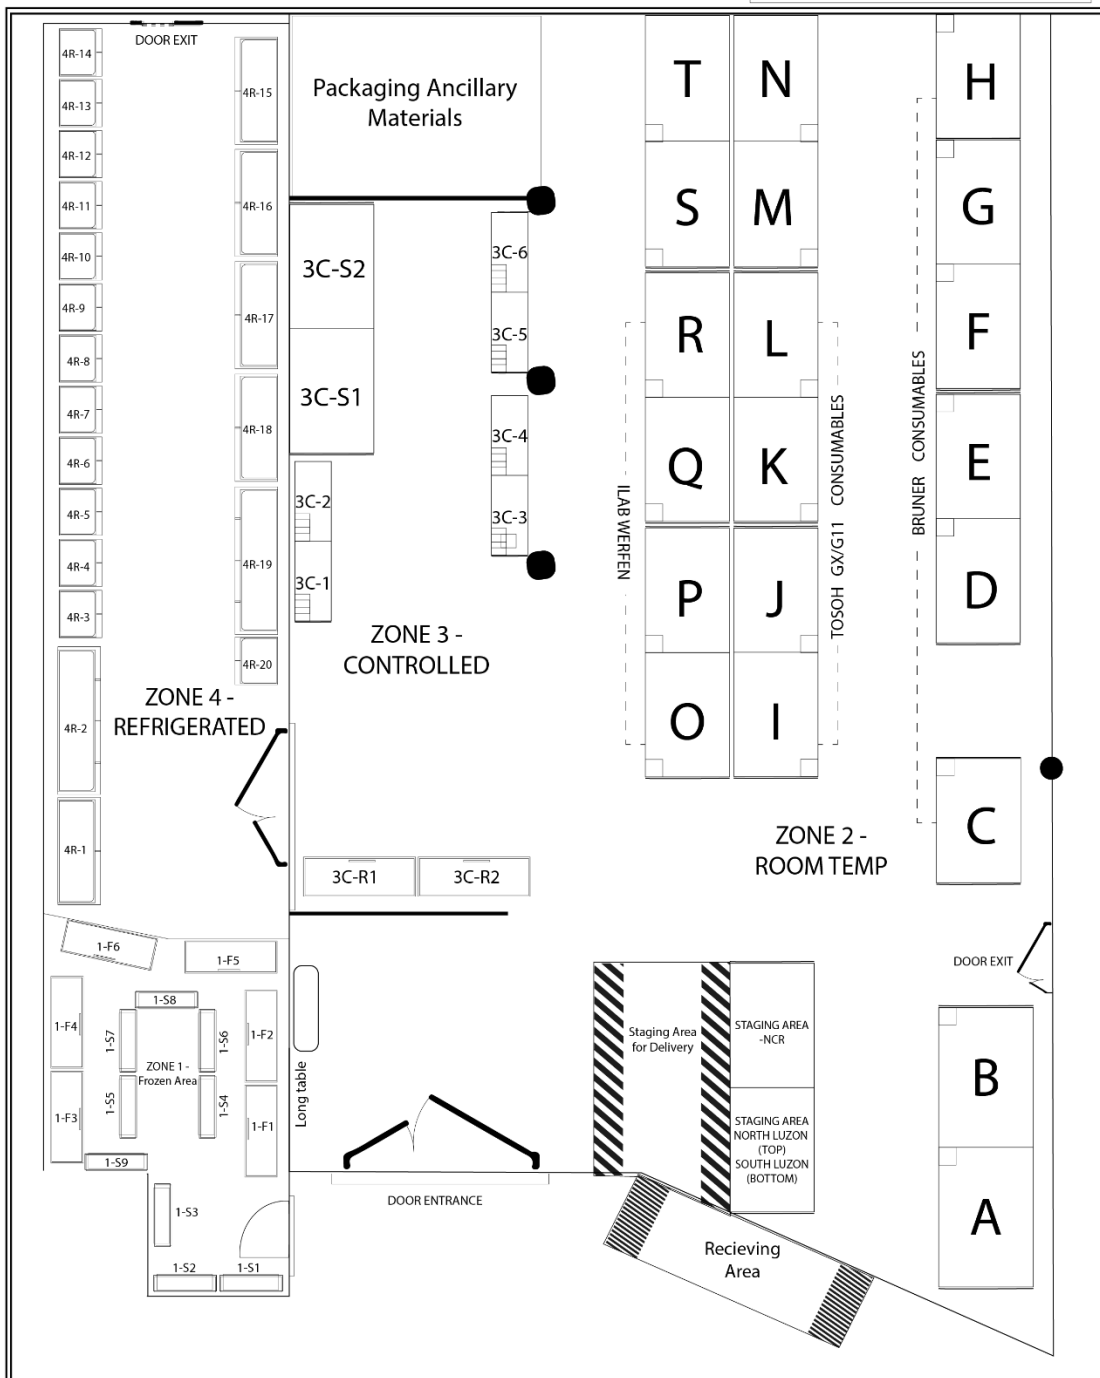 DOOR EXIT
4R-14
4R-13
4R-12
4R-11
4R-10
4R-9
4R-8
4R-7
4R-6
4R-5
4R-4
4R-3
4R-2
4R-1
4R-15
4R-16
4R-17
4R-18
4R-19
4R-20
ZONE 4 -
REFRIGERATED
Packaging Ancillary
Materials
3C-S2
3C-S1
3C-2
3C-1
3C-6
3C-5
3C-4
3C-3
ZONE 3 -
CONTROLLED
3C-R1
3C-R2
T
N
S
M
R
L
Q
K
P
J
O
I
ILAB WERFEN
TOSOH GX/G11 CONSUMABLES
BRUNER CONSUMABLES
H
G
F
E
D
C
ZONE 2 -
ROOM TEMP
DOOR EXIT
B
A
1-F6
1-F5
1-F4
1-F3
1-F2
1-F1
1-S8
1-S7
1-S6
1-S5
1-S4
ZONE 1 -
Frozen Area
1-S9
1-S3
1-S2
1-S1
Long table
DOOR ENTRANCE
Staging Area
for Delivery
STAGING AREA
-NCR
STAGING AREA
NORTH LUZON
(TOP)
SOUTH LUZON
(BOTTOM)
Recieving
Area